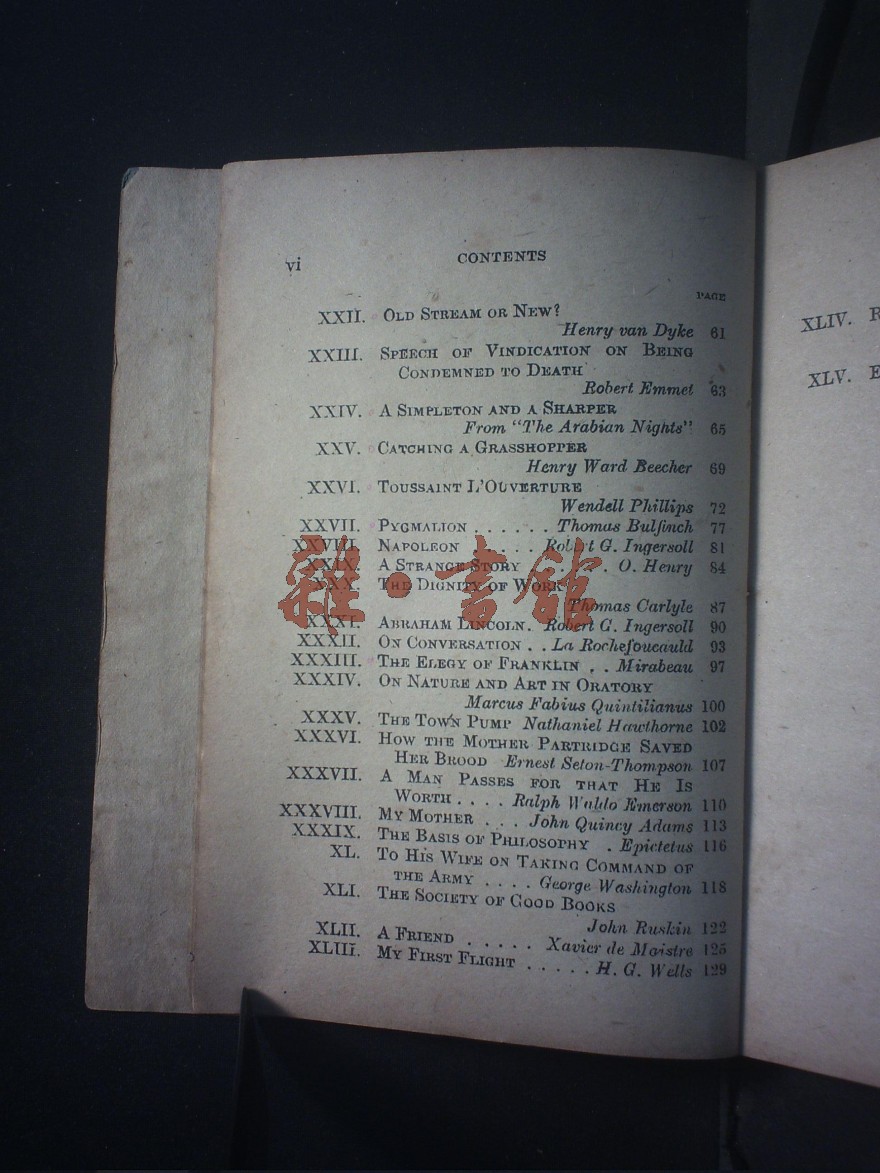 vi CONTENTS
PAGE
XXII. OLD STREAM OR NEW?
Henry van Dyke 61
XXIII. SPEECH OF VINDICATION ON BEING
CONDEMNED TO DEATH
Robert Emmet 63
XXIV. A SIMPLETON AND A SHARPER
From "The Arabian Nights" 65
XXV. CATCHING A GRASSHOPPER
Henry Ward Beecher 69
XXVI. TOUSSAINT L'OUVERTURE
Wendell Phillips 72
XXVII. PYGMALION . . . . . . . Thomas Bulfinch 77
XXVIII. NAPOLEON . . . . Robert G. Ingersoll 81
XXIX. A STRANGE STORY . . . O. Henry 84
XXX. THE DIGNITY OF WORK
雜·書館
Thomas Carlyle 87
XXXI. ABRAHAM LINCOLN. Robert G. Ingersoll 90
XXXII. ON CONVERSATION . . La Rochefoucauld 93
XXXIII. THE ELEGY OF FRANKLIN . . Mirabeau 97
XXXIV. ON NATURE AND ART IN ORATORY
Marcus Fabius Quintilianus 100
XXXV. THE TOWN PUMP Nathaniel Hawthorne 102
XXXVI. HOW THE MOTHER PARTRIDGE SAVED
HER BROOD Ernest Seton-Thompson 107
XXXVII. A MAN PASSES FOR THAT HE IS
WORTH . . . . Ralph Waldo Emerson 110
XXXVIII. MY MOTHER . . . John Quincy Adams 113
XXXIX. THE BASIS OF PHILOSOPHY . Epictetus 116
XL. TO HIS WIFE ON TAKING COMMAND OF
THE ARMY . . . . George Washington 118
XLI. THE SOCIETY OF GOOD BOOKS
John Ruskin 122
XLII. A FRIEND . . . . . Xavier de Maistre 125
XLIII. MY FIRST FLIGHT . . . . . H. G. Wells 129
XLIV. R
XLV. E